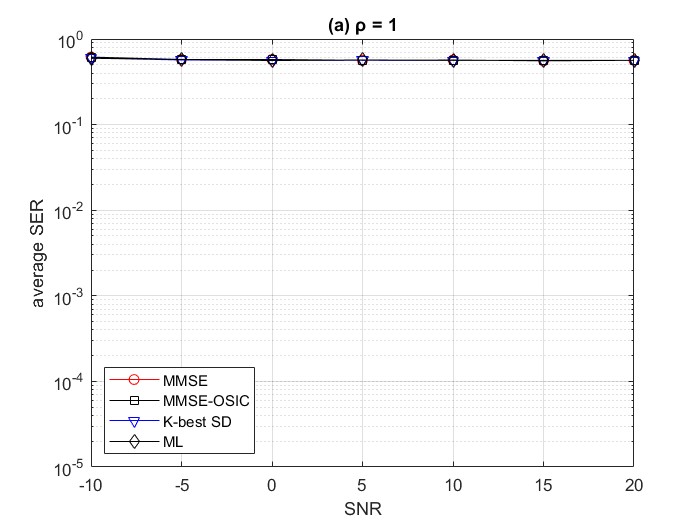 (a) ρ = 1
10^0
10^-1
10^-2
10^-3
10^-4
10^-5
average SER
MMSE
MMSE-OSIC
K-best SD
ML
-10 -5 0 5 10 15 20
SNR